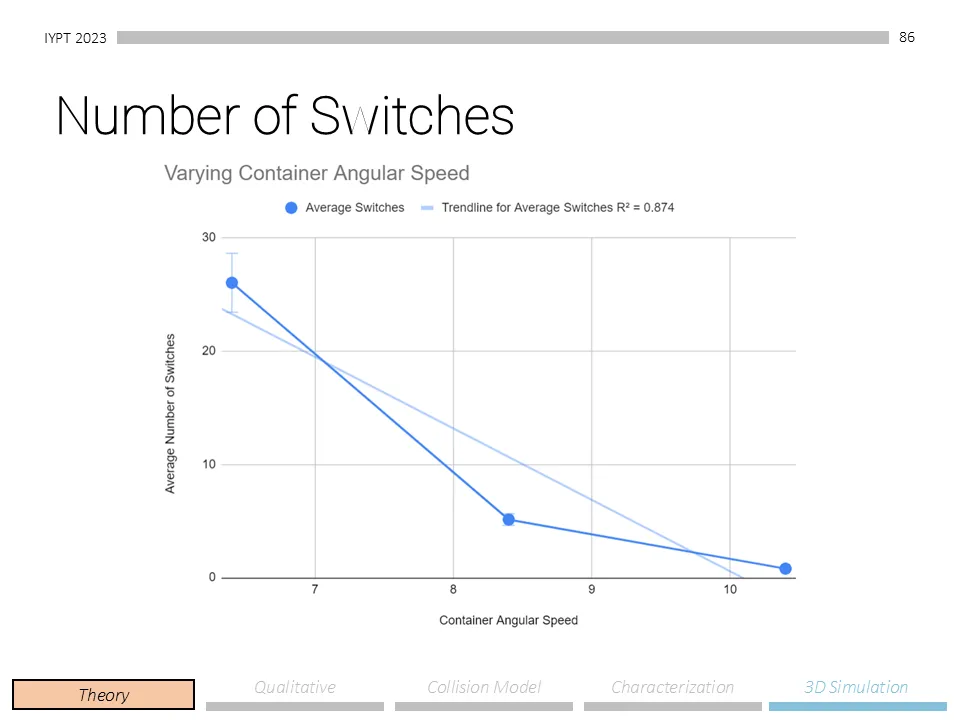 IYPT 2023
86
Number of Switches
Varying Container Angular Speed
Average Switches
Trendline for Average Switches R² = 0.874
30
20
10
0
Average Number of Switches
7
8
9
10
Container Angular Speed
Theory
Qualitative
Collision Model
Characterization
3D Simulation